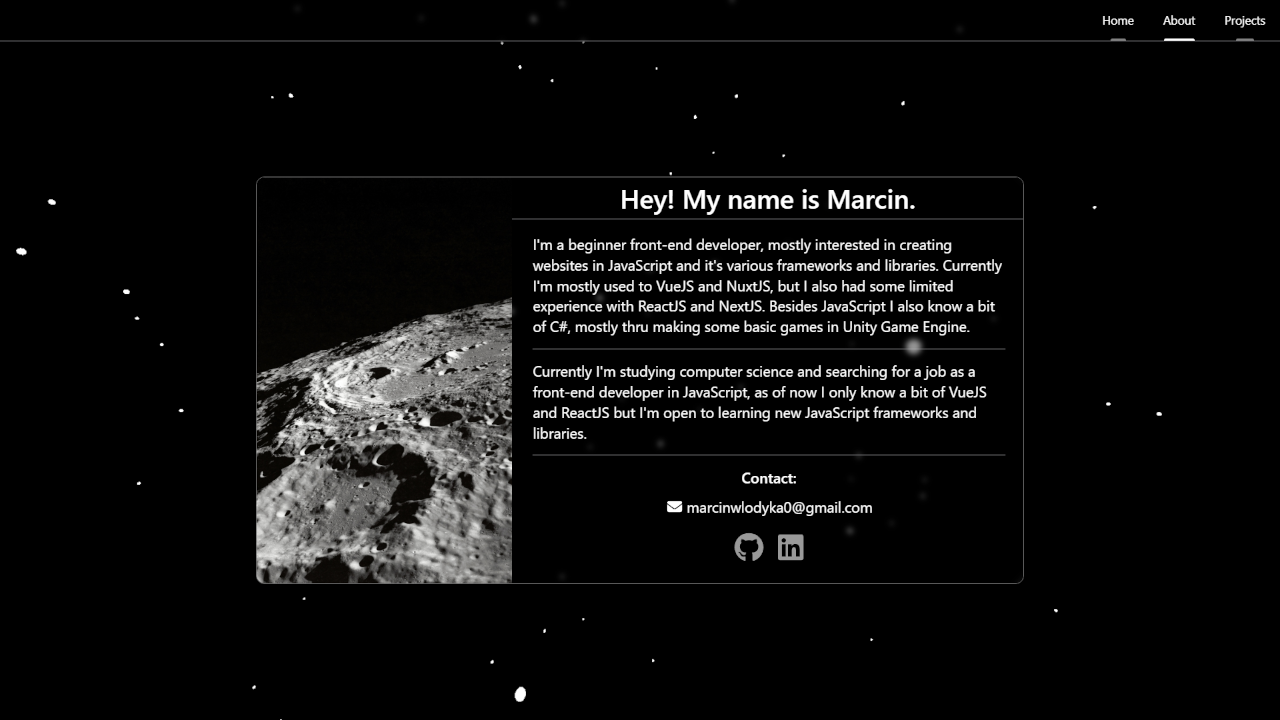 Home
About
Projects
Hey! My name is Marcin.
I'm a beginner front-end developer, mostly interested in creating
websites in JavaScript and it's various frameworks and libraries. Currently
I'm mostly used to VueJS and NuxtJS, but I also had some limited
experience with ReactJS and NextJS. Besides JavaScript I also know a bit
of C#, mostly thru making some basic games in Unity Game Engine.
Currently I'm studying computer science and searching for a job as a
front-end developer in JavaScript, as of now I only know a bit of VueJS
and ReactJS but I'm open to learning new JavaScript frameworks and
libraries.
Contact:
marcinwlodyka0@gmail.com
in